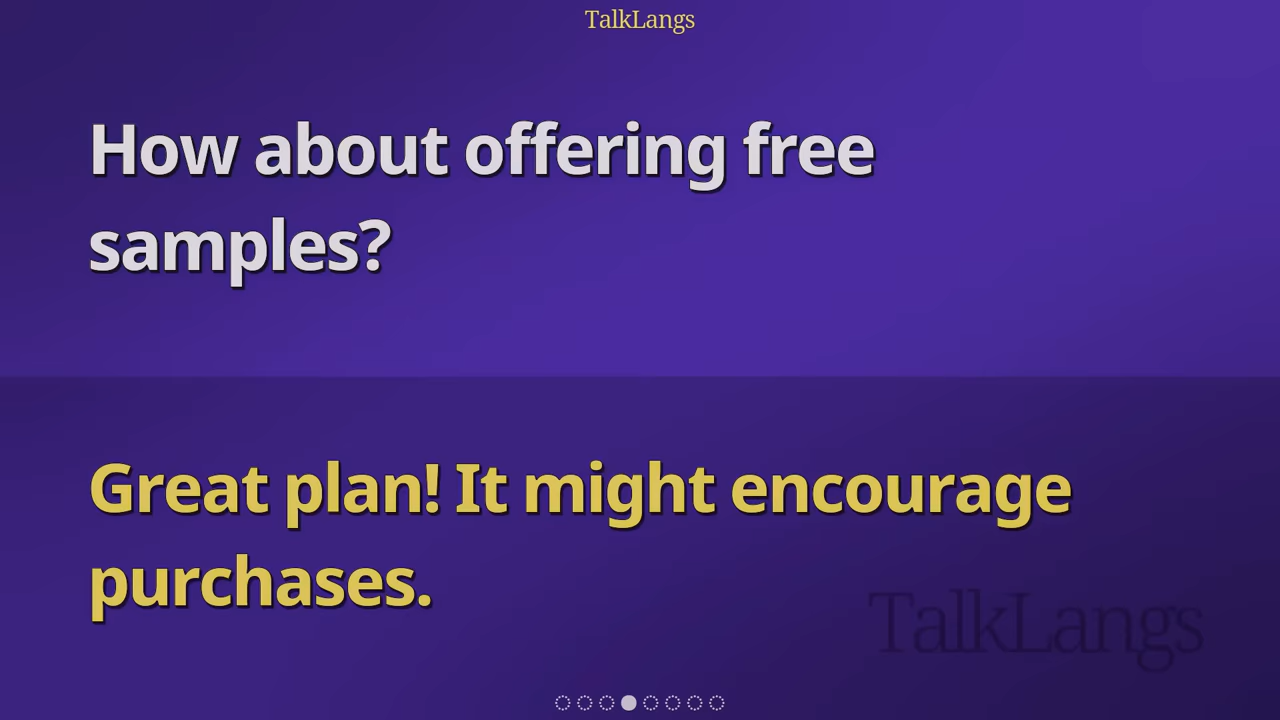 TalkLangs
How about offering free
samples?
Great plan! It might encourage
purchases.
TalkLangs